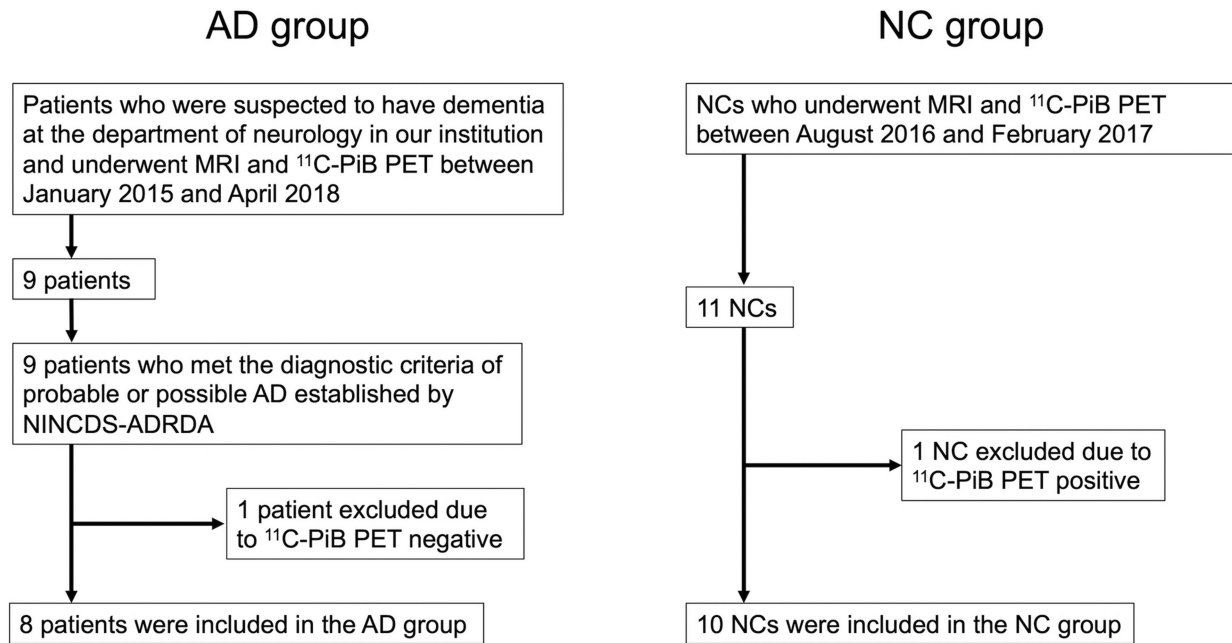 AD group
Patients who were suspected to have dementia
at the department of neurology in our institution
and underwent MRI and ¹¹C-PiB PET between
January 2015 and April 2018
9 patients
9 patients who met the diagnostic criteria of
probable or possible AD established by
NINCDS-ADRDA
1 patient excluded due
to ¹¹C-PiB PET negative
8 patients were included in the AD group
NC group
NCs who underwent MRI and ¹¹C-PiB PET
between August 2016 and February 2017
11 NCs
1 NC excluded due to
¹¹C-PiB PET positive
10 NCs were included in the NC group